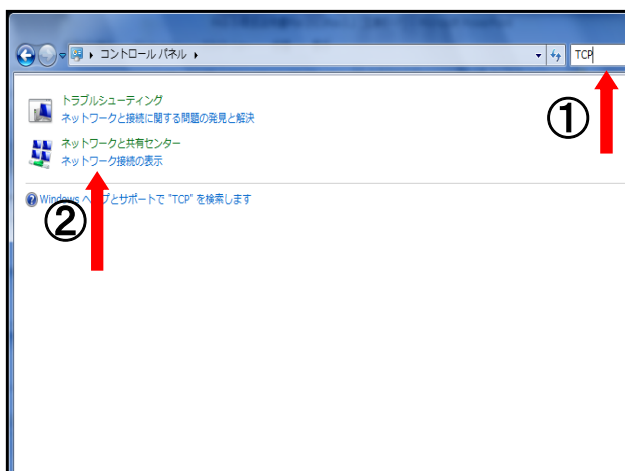 コントロール パネル
TCP
①
トラブルシューティング
ネットワークと接続に関する問題の発見と解決
ネットワークと共有センター
ネットワーク接続の表示
Windows ヘルプとサポートで "TCP" を検索します
②